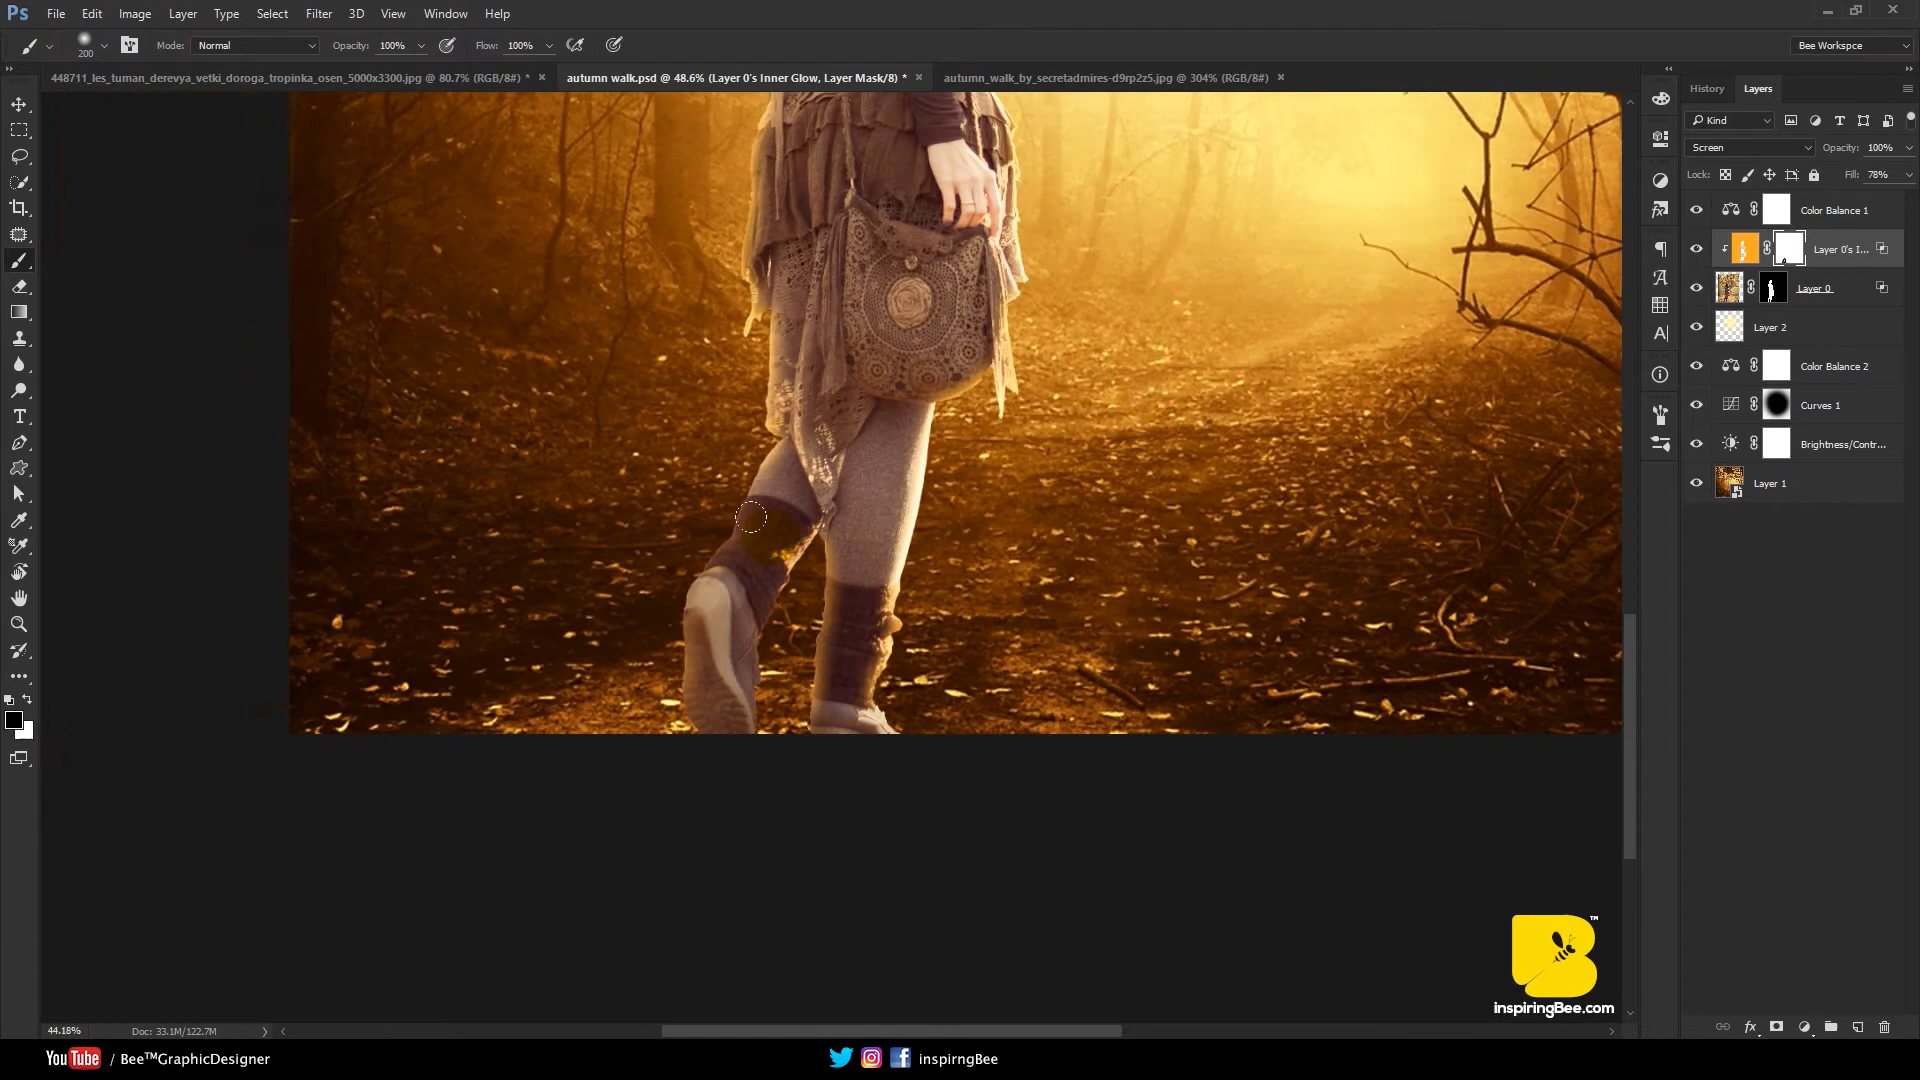 Ps File Edit Image Layer Type Select Filter 3D View Window Help
200 Mode: Normal Opacity: 100% Flow: 100% Bee Workspce
448711_les_tuman_derevya_vetki_doroga_tropinka_osen_5000x3300.jpg @ 80.7% (RGB/8#) * autumn walk.psd @ 48.6% (Layer 0's Inner Glow, Layer Mask/8) * autumn_walk_by_secretadmires-d9rp2z5.jpg @ 304% (RGB/8#)
History Layers
Kind
Screen Opacity: 100%
Lock: Fill: 78%
Color Balance 1
Layer 0's I...
Layer 0
Layer 2
Color Balance 2
Curves 1
Brightness/Contr...
Layer 1
B™
inspiringBee.com
44.18% Doc: 33.1M/122.7M
YouTube / Bee™GraphicDesigner inspirngBee